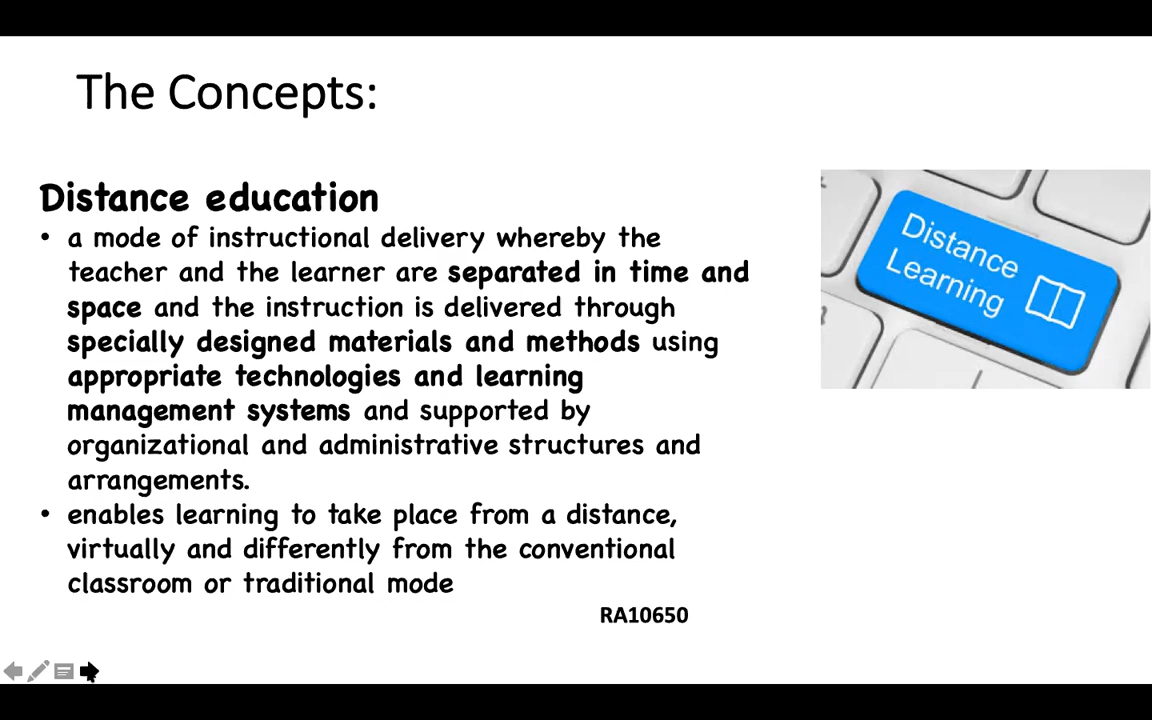 The Concepts:
Distance education
• a mode of instructional delivery whereby the
teacher and the learner are separated in time and
space and the instruction is delivered through
specially designed materials and methods using
appropriate technologies and learning
management systems and supported by
organizational and administrative structures and
arrangements.
• enables learning to take place from a distance,
virtually and differently from the conventional
classroom or traditional mode
RA10650
Distance
Learning